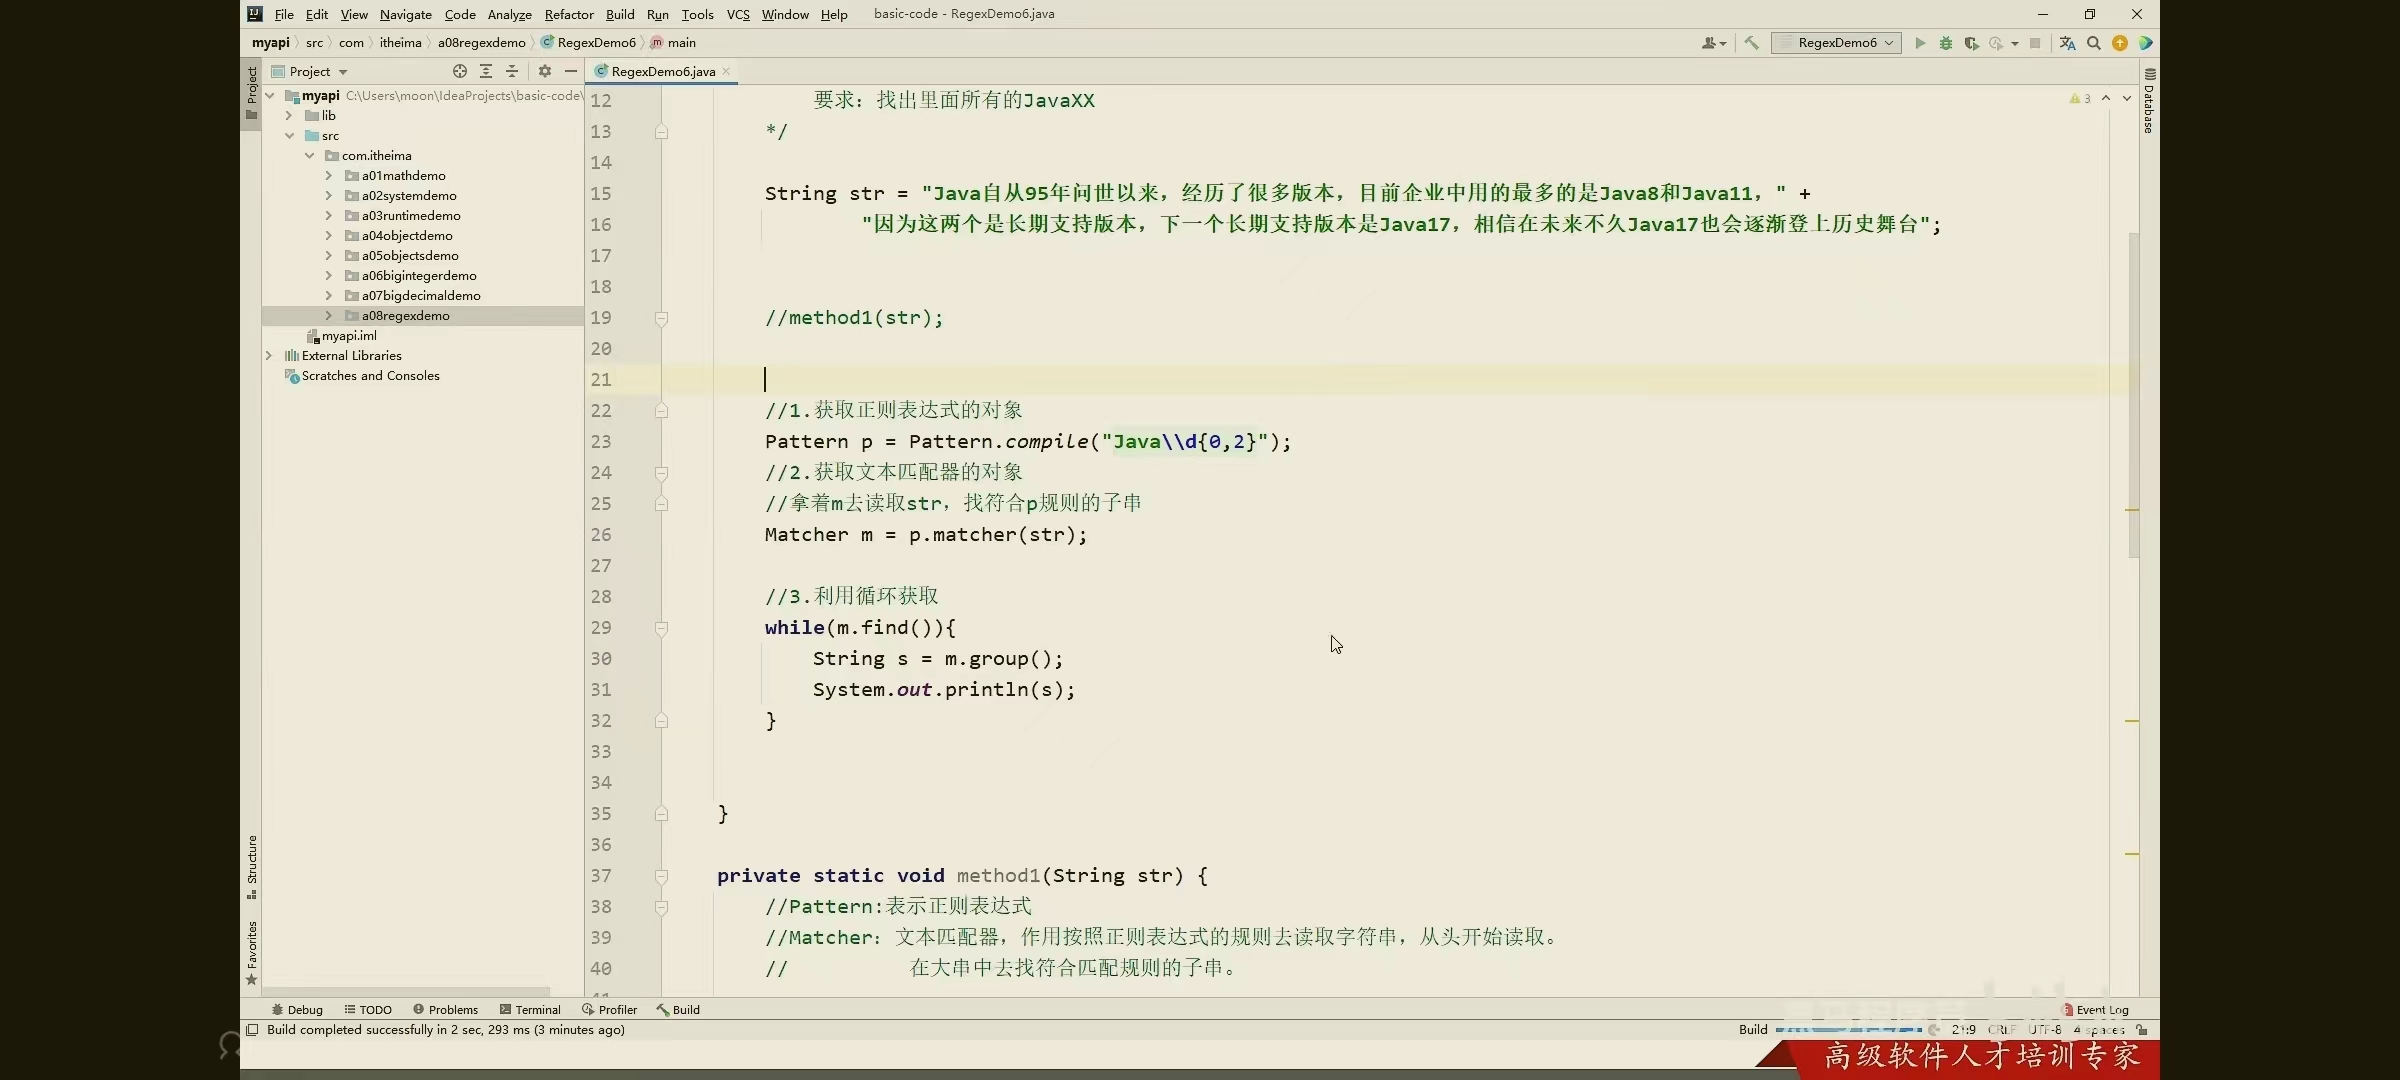 File Edit View Navigate Code Analyze Refactor Build Run Tools VCS Window Help basic-code - RegexDemo6.java
myapi src com itheima a08regexdemo RegexDemo6 main RegexDemo6
Project
RegexDemo6.java
myapi C:\Users\moon\IdeaProjects\basic-code\
lib
src
com.itheima
a01mathdemo
a02systemdemo
a03runtimedemo
a04objectdemo
a05objectsdemo
a06bigintegerdemo
a07bigdecimaldemo
a08regexdemo
myapi.iml
External Libraries
Scratches and Consoles
Project
Structure
Favorites
12 要求：找出里面所有的JavaXX
13 */
14
15 String str = "Java自从95年问世以来，经历了很多版本，目前企业中用的最多的是Java8和Java11，" +
16 "因为这两个是长期支持版本，下一个长期支持版本是Java17，相信在未来不久Java17也会逐渐登上历史舞台";
17
18
19 //method1(str);
20
21
22 //1.获取正则表达式的对象
23 Pattern p = Pattern.compile("Java\\d{0,2}");
24 //2.获取文本匹配器的对象
25 //拿着m去读取str，找符合p规则的子串
26 Matcher m = p.matcher(str);
27
28 //3.利用循环获取
29 while(m.find()){
30 String s = m.group();
31 System.out.println(s);
32 }
33
34
35 }
36
37 private static void method1(String str) {
38 //Pattern:表示正则表达式
39 //Matcher：文本匹配器，作用按照正则表达式的规则去读取字符串，从头开始读取。
40 // 在大串中去找符合匹配规则的子串。
3
Database
Debug TODO Problems Terminal Profiler Build Event Log
Build completed successfully in 2 sec, 293 ms (3 minutes ago) Build 21:9 CRLF UTF-8 4 spaces
高级软件人才培训专家